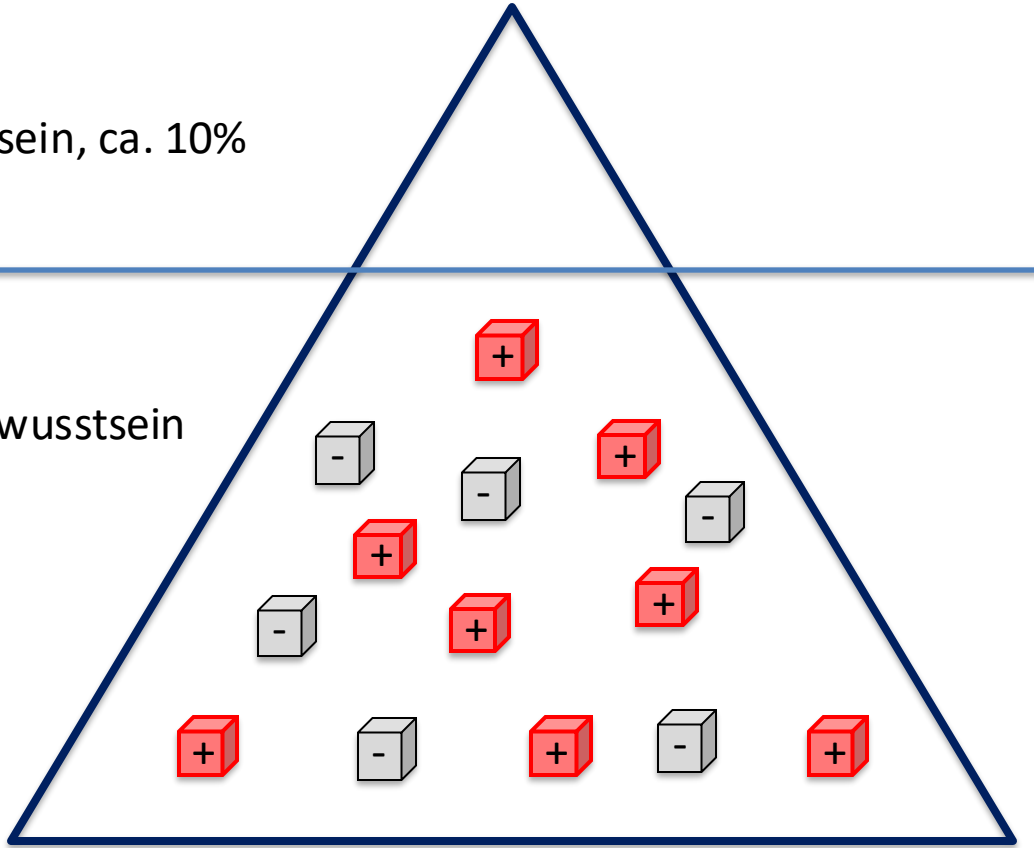 sein, ca. 10%
wusstsein
+
- +
- -
+
+ +
-
+ - + - +